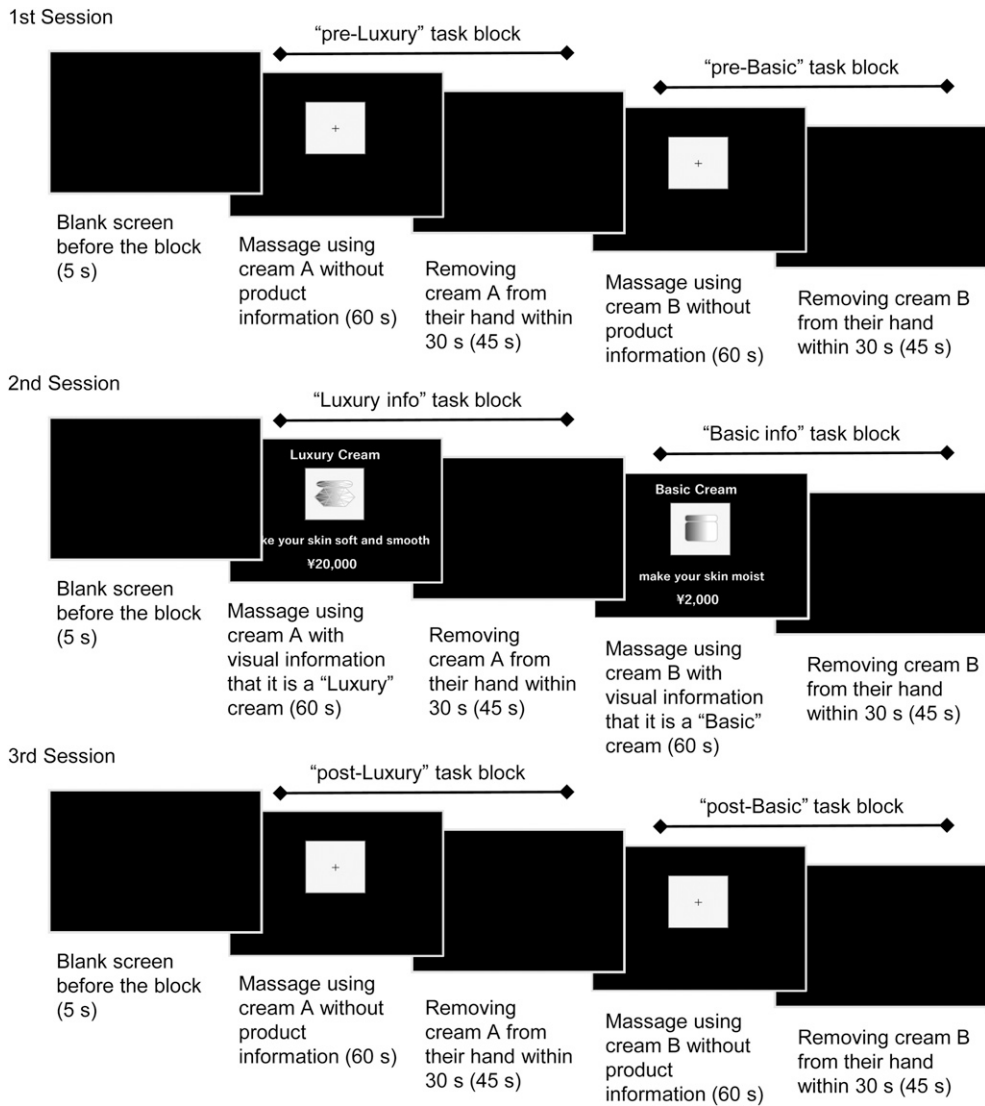 1st Session
“pre-Luxury” task block
“pre-Basic” task block
Blank screen
before the block
(5 s)
Massage using
cream A without
product
information (60 s)
Removing
cream A from
their hand within
30 s (45 s)
Massage using
cream B without
product
information (60 s)
Removing cream B
from their hand
within 30 s (45 s)
2nd Session
“Luxury info” task block
“Basic info” task block
Luxury Cream
ke your skin soft and smooth
¥20,000
Basic Cream
make your skin moist
¥2,000
Blank screen
before the block
(5 s)
Massage using
cream A with
visual information
that it is a “Luxury”
cream (60 s)
Removing
cream A from
their hand within
30 s (45 s)
Massage using
cream B with
visual information
that it is a “Basic”
cream (60 s)
Removing cream B
from their hand
within 30 s (45 s)
3rd Session
“post-Luxury” task block
“post-Basic” task block
Blank screen
before the block
(5 s)
Massage using
cream A without
product
information (60 s)
Removing
cream A from
their hand within
30 s (45 s)
Massage using
cream B without
product
information (60 s)
Removing cream B
from their hand
within 30 s (45 s)